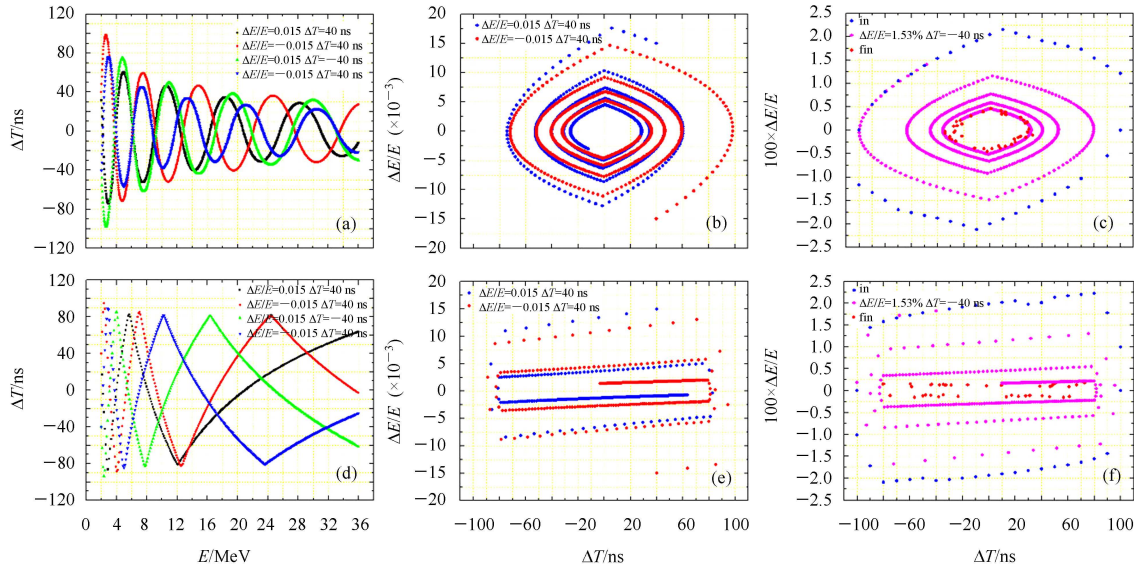 120
80
40
0
−40
−80
−120
ΔT/ns
ΔE/E=0.015 ΔT=40 ns
ΔE/E=−0.015 ΔT=40 ns
ΔE/E=0.015 ΔT=−40 ns
ΔE/E=−0.015 ΔT=40 ns
(a)
20
15
10
5
0
−5
−10
−15
−20
ΔE/E (×10⁻³)
ΔE/E=0.015 ΔT=40 ns
ΔE/E=−0.015 ΔT=40 ns
(b)
2.5
2.0
1.5
1.0
0.5
0
−0.5
−1.0
−1.5
−2.0
−2.5
100×ΔE/E
in
ΔE/E=1.53% ΔT=−40 ns
fin
(c)
120
80
40
0
−40
−80
120
ΔT/ns
ΔE/E=0.015 ΔT=40 ns
ΔE/E=−0.015 ΔT=40 ns
ΔE/E=0.015 ΔT=−40 ns
ΔE/E=−0.015 ΔT=40 ns
(d)
0 4 8 12 16 20 24 28 32 36
E/MeV
20
15
10
5
0
−5
−10
−15
20
ΔE/E (×10⁻³)
ΔE/E=0.015 ΔT=40 ns
ΔE/E=−0.015 ΔT=40 ns
(e)
−100 −60 −20 20 60 100
ΔT/ns
2.5
2.0
1.5
1.0
0.5
0
−0.5
−1.0
−1.5
−2.0
−2.5
100×ΔE/E
in
ΔE/E=1.53% ΔT=−40 ns
fin
(f)
−100 −60 −20 20 60 100
ΔT/ns